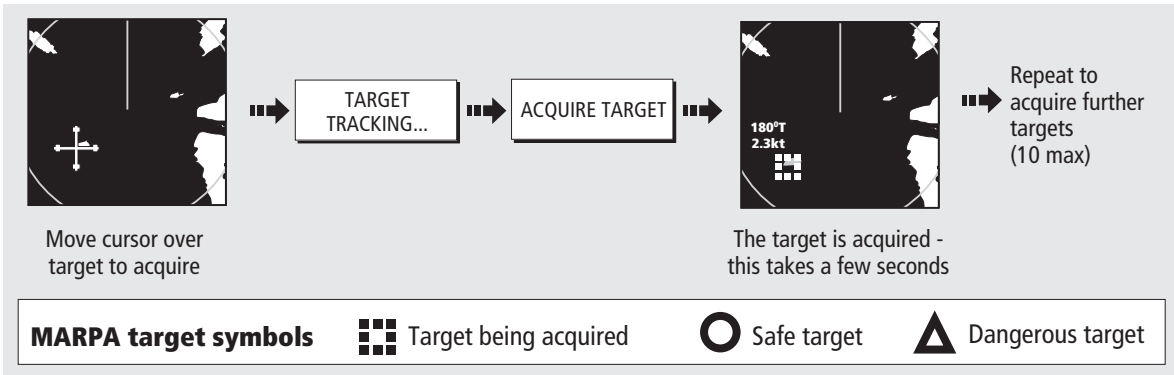 TARGET
TRACKING...
ACQUIRE TARGET
180°T
2.3kt
Repeat to
acquire further
targets
(10 max)
Move cursor over
target to acquire
The target is acquired -
this takes a few seconds
MARPA target symbols
Target being acquired
Safe target
Dangerous target